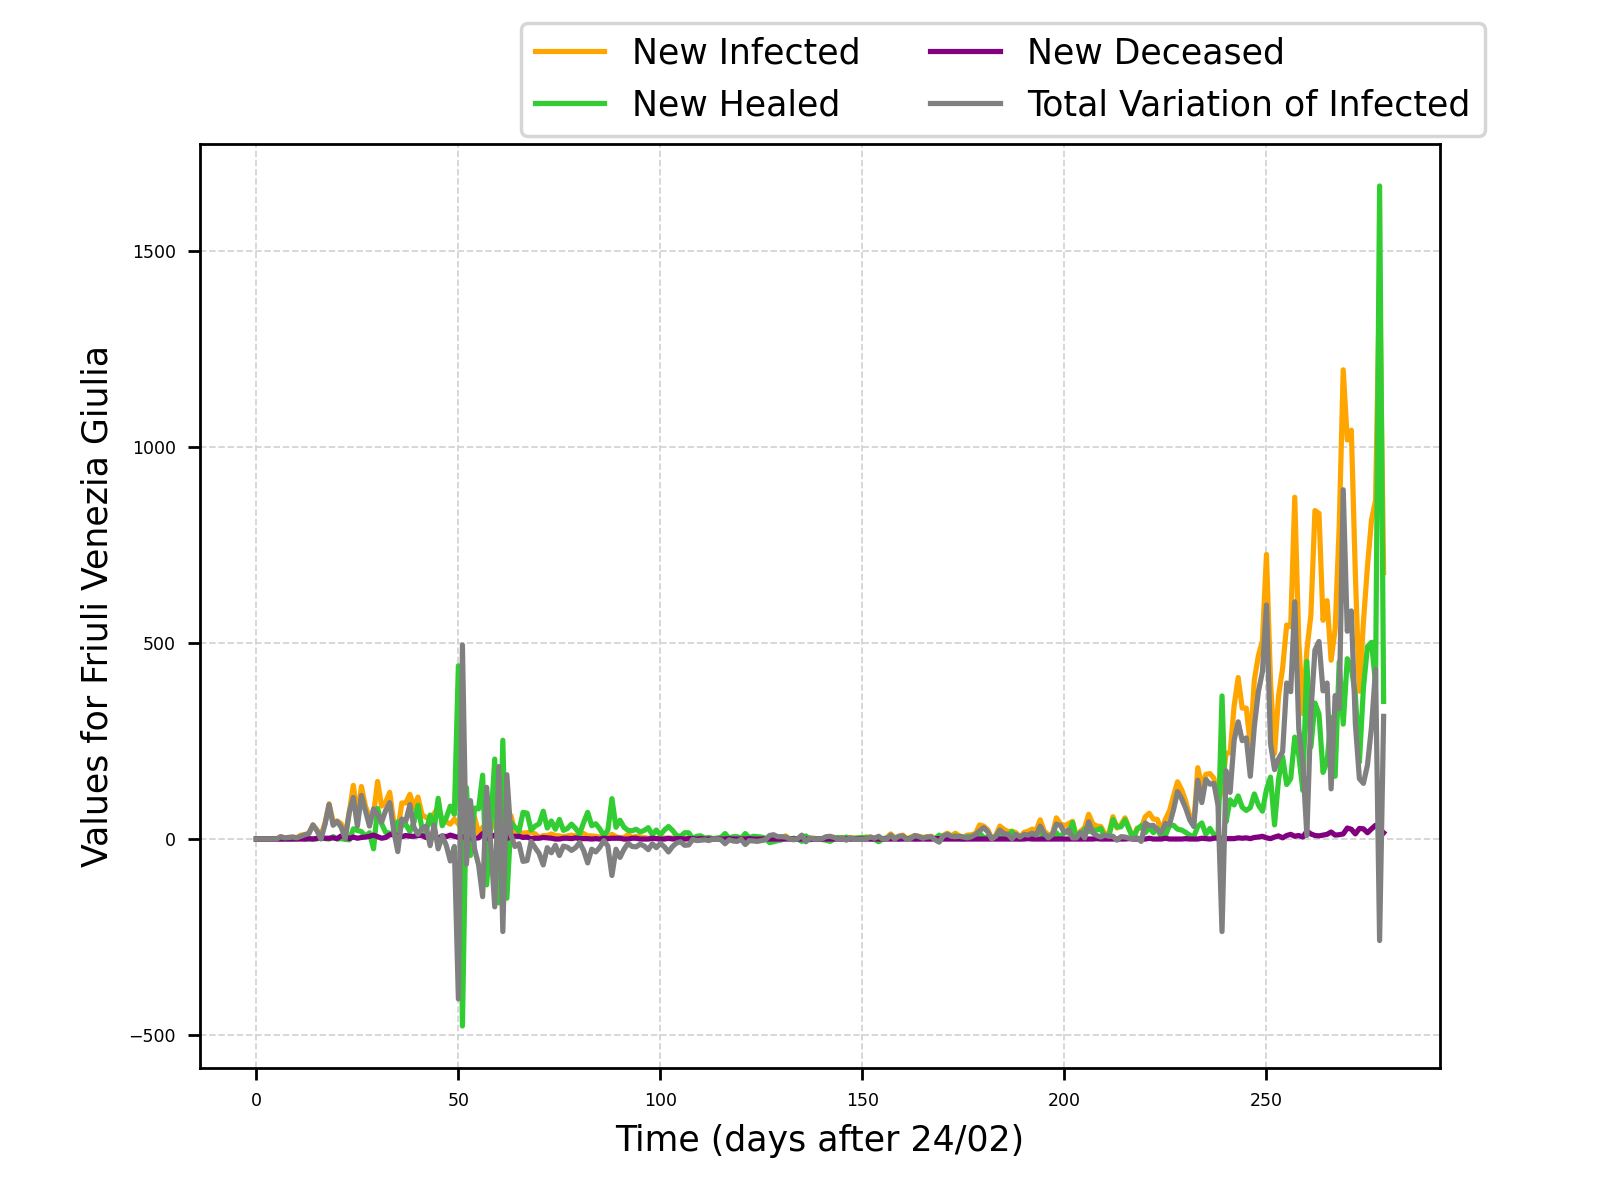 New Infected
New Healed
New Deceased
Total Variation of Infected
Values for Friuli Venezia Giulia
1500
1000
500
0
−500
0
50
100
150
200
250
Time (days after 24/02)